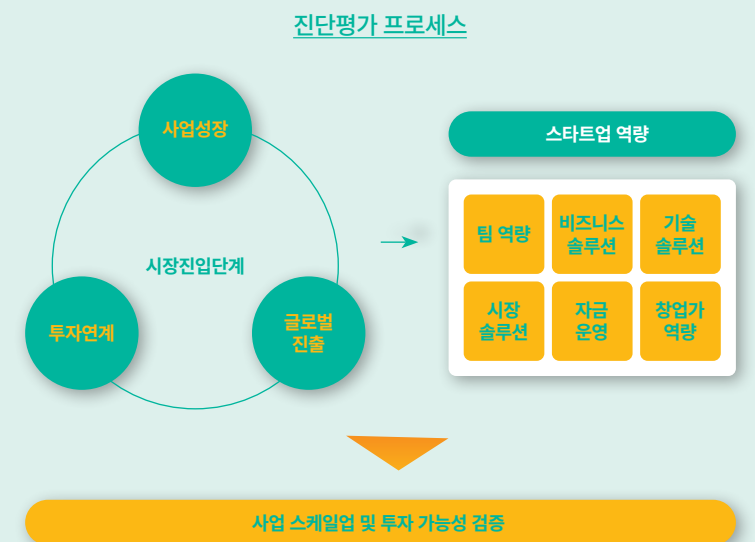 진단평가 프로세스
사업성장
시장진입단계
투자연계
글로벌
진출
스타트업 역량
팀 역량
비즈니스
솔루션
기술
솔루션
시장
솔루션
자금
운영
창업가
역량
사업 스케일업 및 투자 가능성 검증